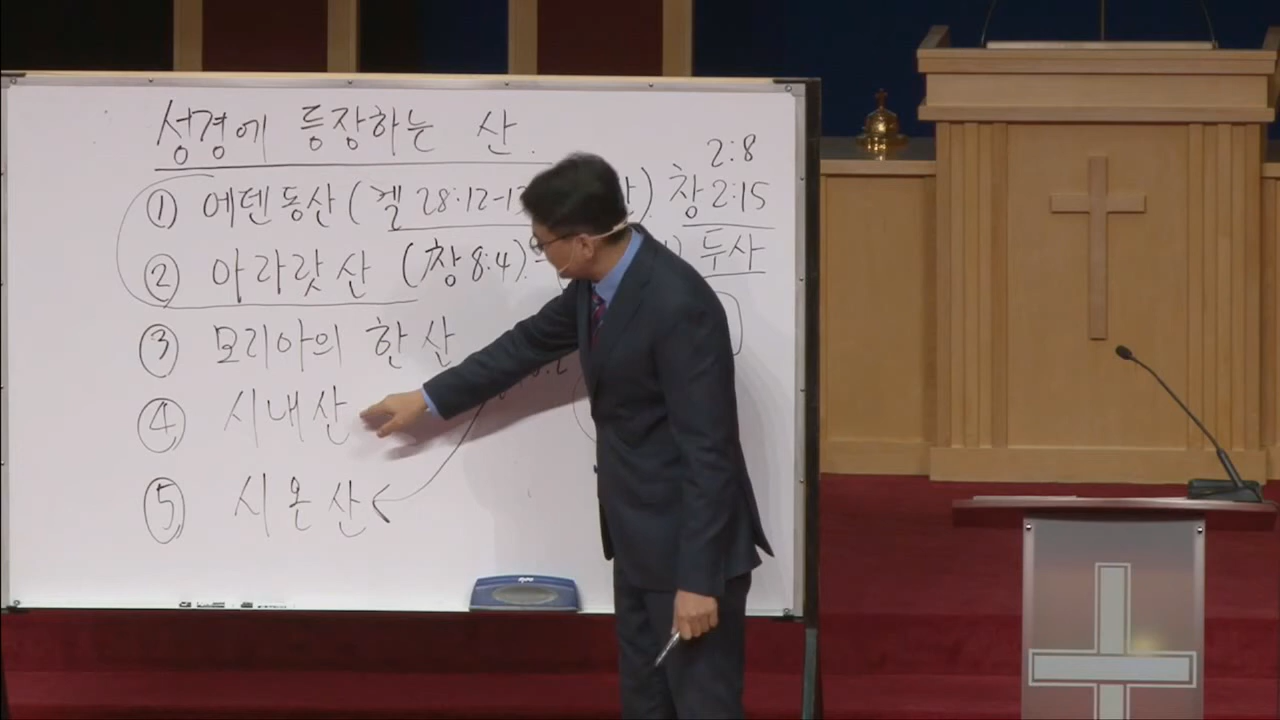 성경에 등장하는 산.
2:8
① 에덴동산 (겔 28:12-13 산). 창 2:15
② 아라랏산 (창 8:4). 두사
③ 모리아의 한 산
④ 시내산
⑤ 시온산